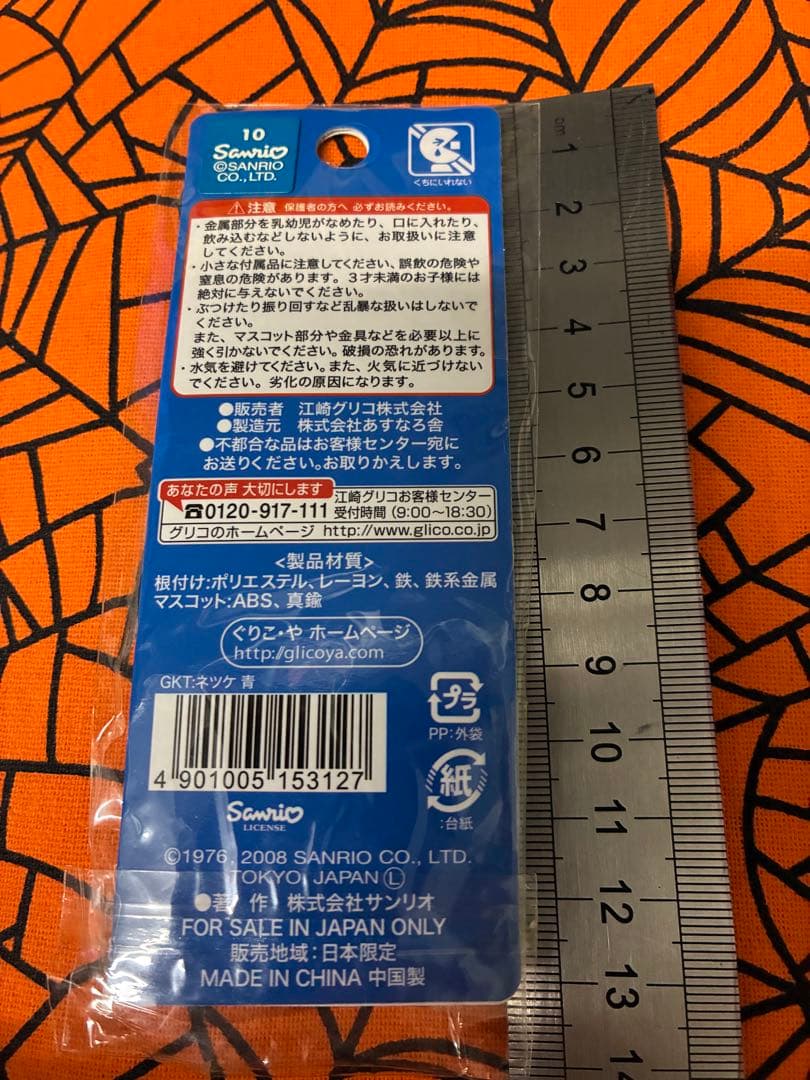 10
Sanrio
©SANRIO
CO., LTD.
くちにいれない
注意 保護者の方へ 必ずお読みください。
・金属部分を乳幼児がなめたり、口に入れたり、
飲み込むなどしないように、お取扱いに注意
してください。
・小さな付属品に注意してください、誤飲の危険や
窒息の危険があります。3才未満のお子様には
絶対に与えないでください。
・ぶつけたり振り回すなど乱暴な扱いはしないで
ください。
また、マスコット部分や金具などを必要以上に
強く引かないでください。破損の恐れがあります。
・水気を避けてください。また、火気に近づけない
でください。劣化の原因になります。
●販売者 江崎グリコ株式会社
●製造元 株式会社あすなろ舎
●不都合な品はお客様センター宛に
お送りください。お取りかえします。
あなたの声 大切にします
☎0120-917-111
江崎グリコお客様センター
受付時間 (9:00～18:30)
グリコのホームページ http://www.glico.co.jp
<製品材質>
根付け:ポリエステル、レーヨン、鉄、鉄系金属
マスコット:ABS、真鍮
ぐりこ・や ホームページ
http://glicoya.com
GKT:ネツケ 青
4 901005 153127
プラ
PP:外袋
紙
:台紙
Sanrio
LICENSE
©1976, 2008 SANRIO CO., LTD.
TOKYO, JAPAN Ⓛ
●著 作 株式会社サンリオ
FOR SALE IN JAPAN ONLY
販売地域:日本限定
MADE IN CHINA 中国製
cm
1
2
3
4
5
6
7
8
9
10
11
12
13
14